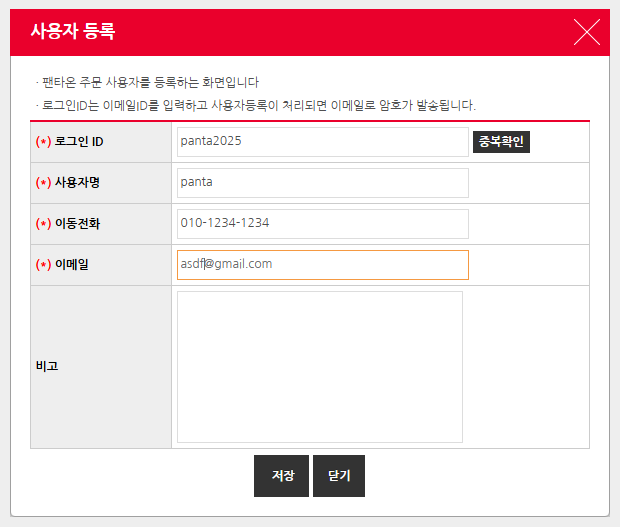 사용자 등록
· 팬타온 주문 사용자를 등록하는 화면입니다
· 로그인ID는 이메일ID를 입력하고 사용자등록이 처리되면 이메일로 암호가 발송됩니다.
(*) 로그인 ID panta2025 중복확인
(*) 사용자명 panta
(*) 이동전화 010-1234-1234
(*) 이메일 asdf@gmail.com
비고
저장 닫기